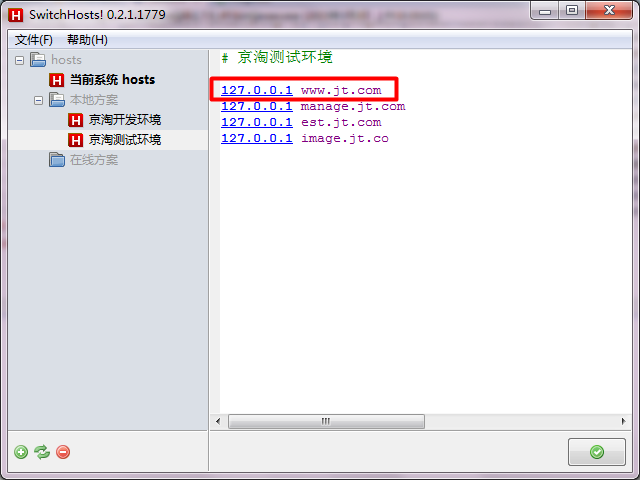 SwitchHosts! 0.2.1.1779
文件(F) 帮助(H)
hosts
当前系统 hosts
本地方案
京淘开发环境
京淘测试环境
在线方案
# 京淘测试环境
127.0.0.1 www.jt.com
127.0.0.1 manage.jt.com
127.0.0.1 est.jt.com
127.0.0.1 image.jt.co